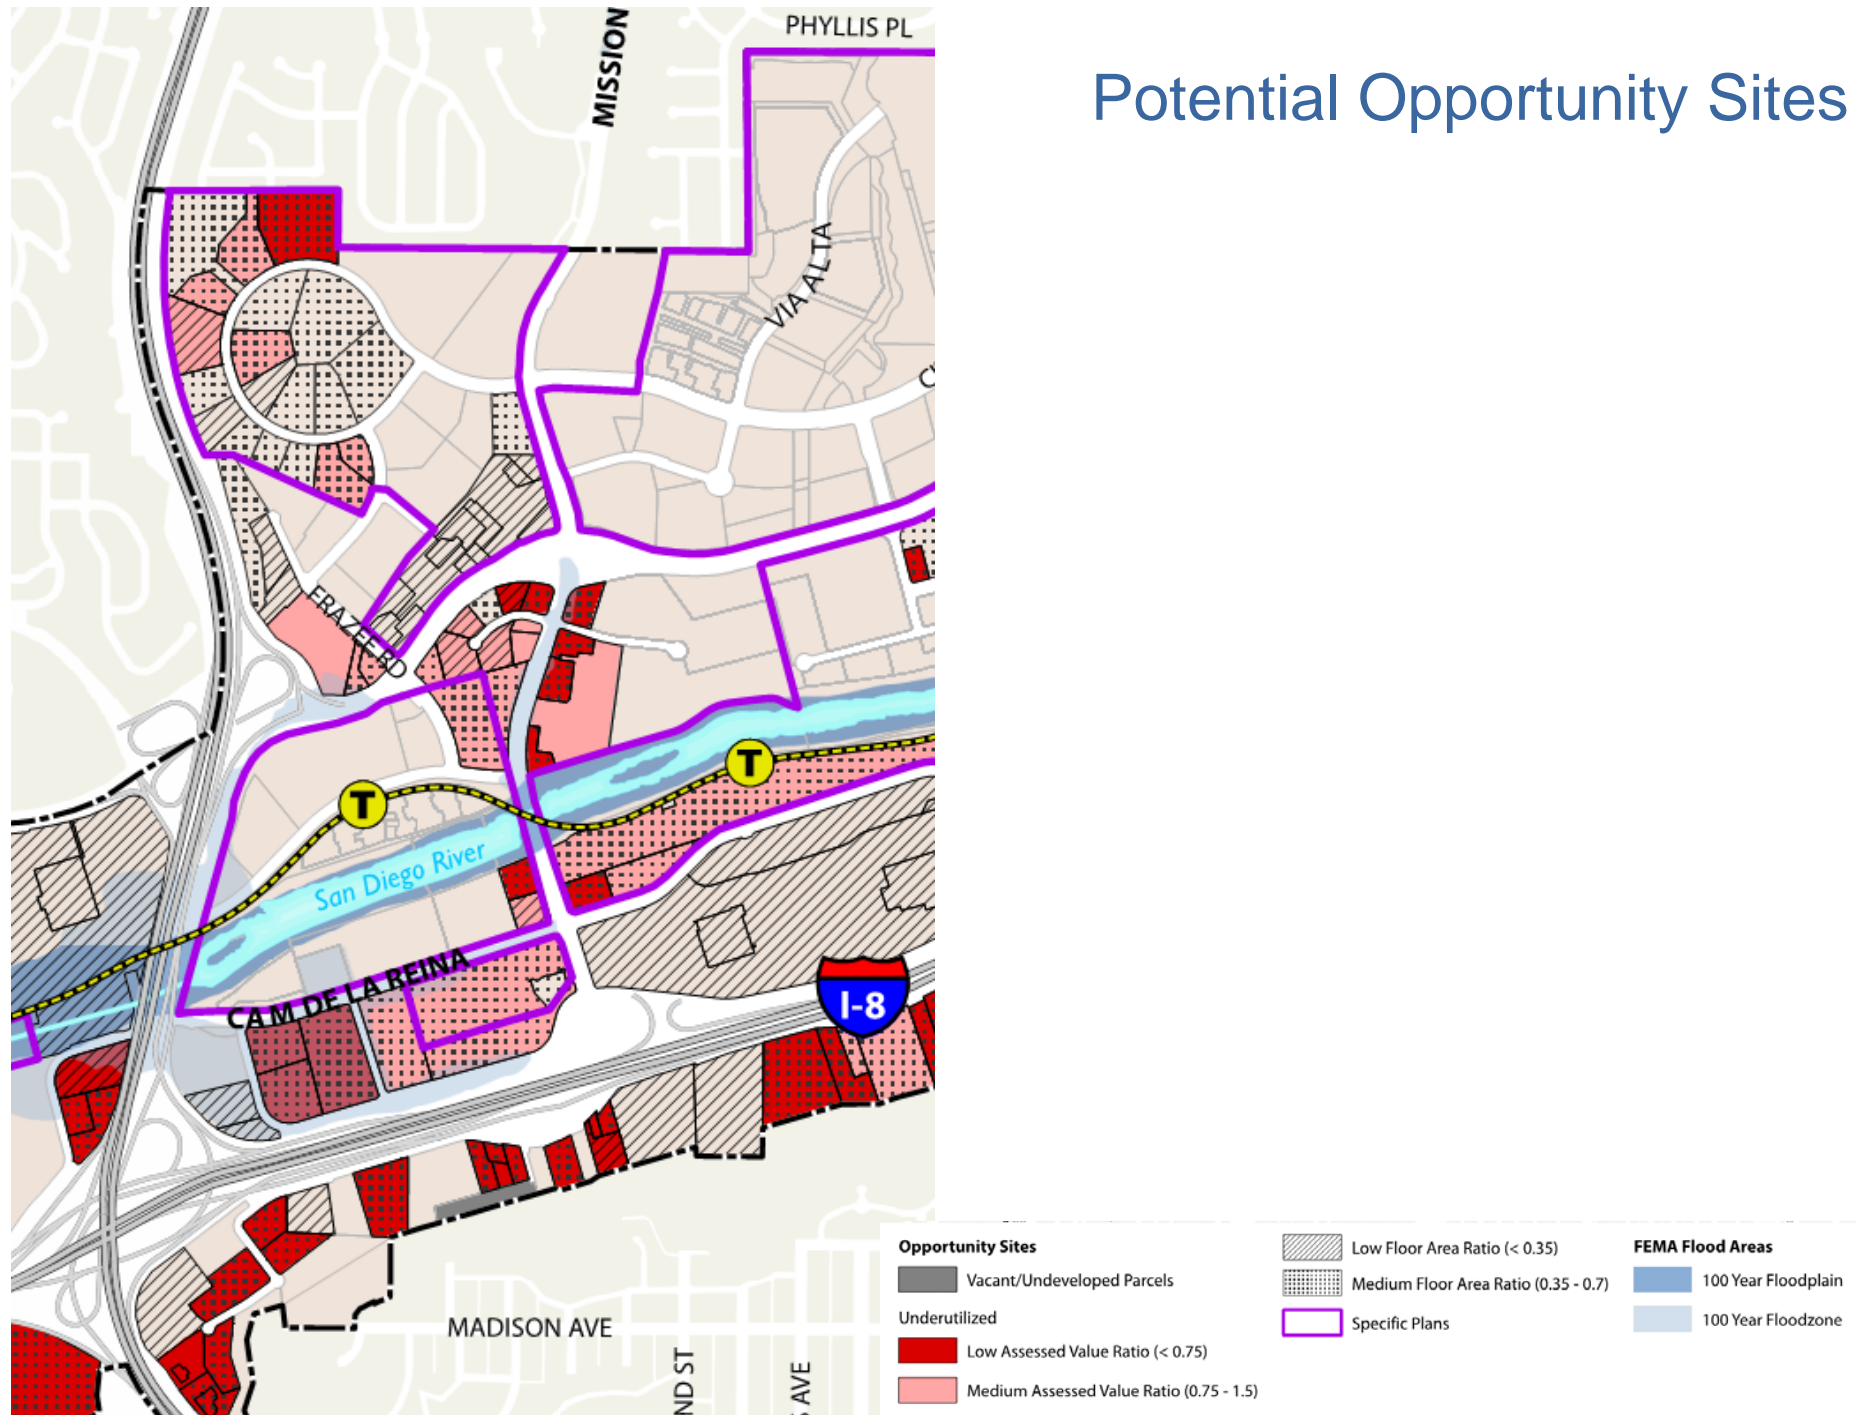 PHYLLIS PL
MISSION
Potential Opportunity Sites
VIA ALTA
FRAZEE RD
T
T
San Diego River
CAM DE LA REINA
I-8
MADISON AVE
ND ST
AVE
Opportunity Sites
Vacant/Undeveloped Parcels
Underutilized
Low Assessed Value Ratio (< 0.75)
Medium Assessed Value Ratio (0.75 - 1.5)
Low Floor Area Ratio (< 0.35)
Medium Floor Area Ratio (0.35 - 0.7)
Specific Plans
FEMA Flood Areas
100 Year Floodplain
100 Year Floodzone